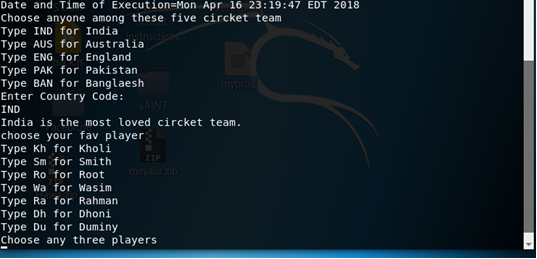 Date and Time of Execution=Mon Apr 16 23:19:47 EDT 2018
Choose anyone among these five circket team
Type IND for India
Type AUS for Australia
Type ENG for England
Type PAK for Pakistan
Type BAN for Banglaesh
Enter Country Code:
IND
India is the most loved circket team.
choose your fav player
Type Kh for Kholi
Type Sm for Smith
Type Ro for Root
Type Wa for Wasim
Type Ra for Rahman
Type Dh for Dhoni
Type Du for Duminy
Choose any three players
sAINT
ZIP
mayalu.zip